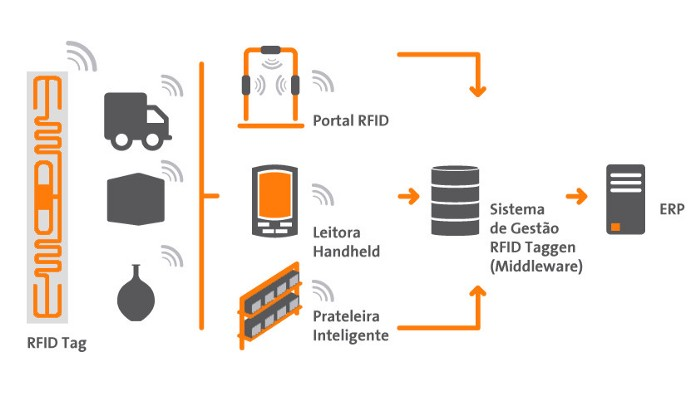 RFID Tag
Portal RFID
Leitora
Handheld
Prateleira
Inteligente
Sistema
de Gestão
RFID Taggen
(Middleware)
ERP